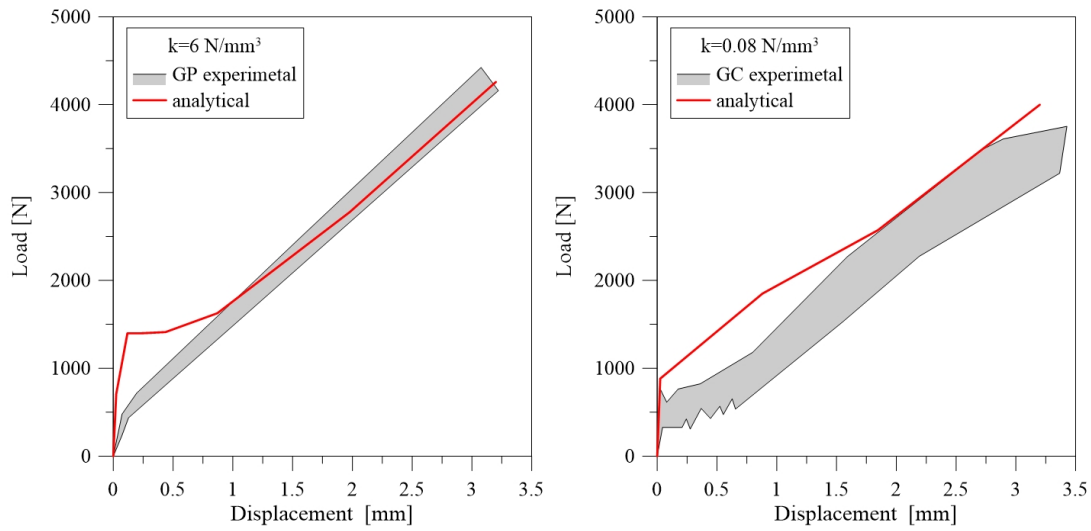 k=6 N/mm³
GP experimetal
analytical
5000
4000
3000
2000
1000
0
Load [N]
0 0.5 1 1.5 2 2.5 3 3.5
Displacement [mm]
k=0.08 N/mm³
GC experimetal
analytical
5000
4000
3000
2000
1000
0
Load [N]
0 0.5 1 1.5 2 2.5 3 3.5
Displacement [mm]